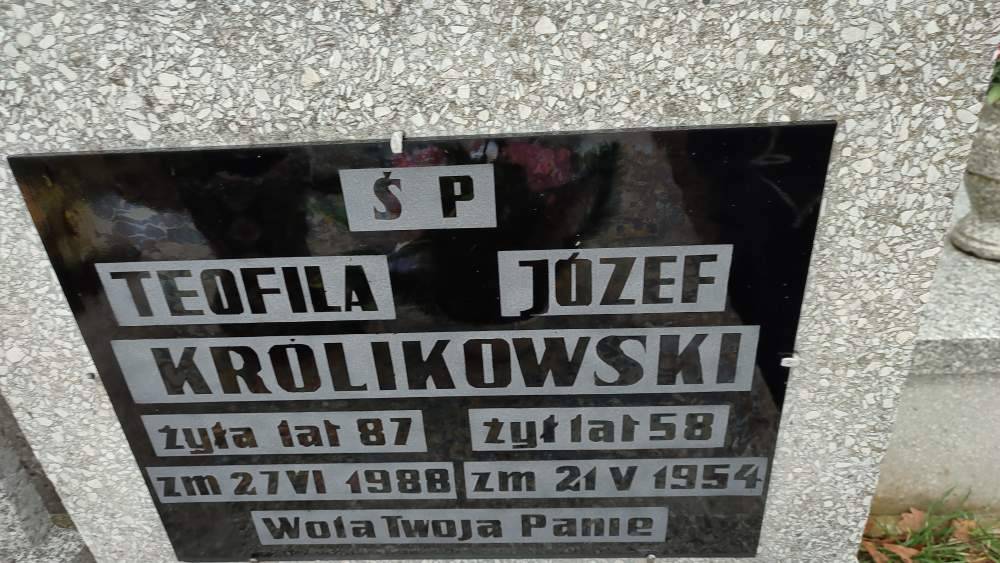 Ś P
TEOFILA JÓZEF
KRÓLIKOWSKI
żyła lat 87 żył lat 58
zm 27 VI 1988 zm 21 V 1954
Wola Twoja Panie